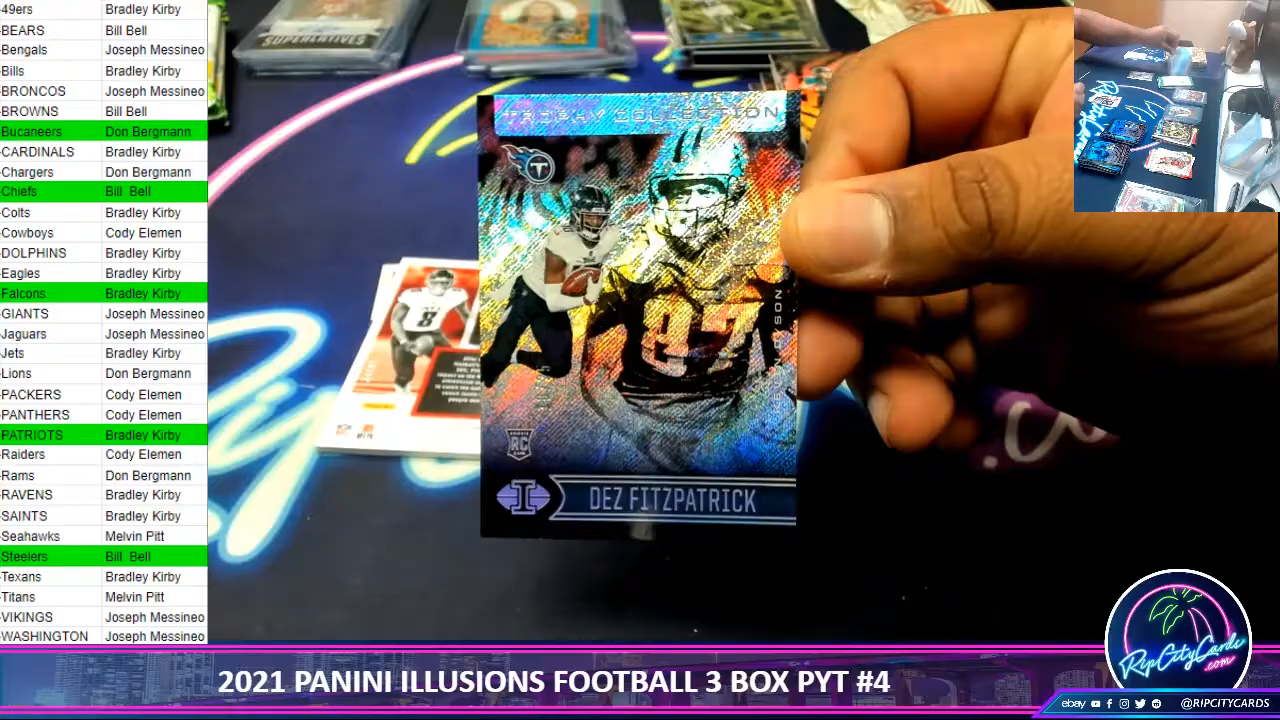 -49ers Bradley Kirby
-BEARS Bill Bell
-Bengals Joseph Messineo
-Bills Bradley Kirby
-BRONCOS Joseph Messineo
-BROWNS Bill Bell
-Bucaneers Don Bergmann
-CARDINALS Bradley Kirby
-Chargers Don Bergmann
-Chiefs Bill Bell
-Colts Bradley Kirby
-Cowboys Cody Elemen
-DOLPHINS Bradley Kirby
-Eagles Bradley Kirby
-Falcons Bradley Kirby
-GIANTS Joseph Messineo
-Jaguars Joseph Messineo
-Jets Bradley Kirby
-Lions Don Bergmann
-PACKERS Cody Elemen
-PANTHERS Cody Elemen
-PATRIOTS Bradley Kirby
-Raiders Cody Elemen
-Rams Don Bergmann
-RAVENS Bradley Kirby
-SAINTS Bradley Kirby
-Seahawks Melvin Pitt
-Steelers Bill Bell
-Texans Bradley Kirby
-Titans Melvin Pitt
-VIKINGS Joseph Messineo
-WASHINGTON Joseph Messineo
SUPERLATIVES
TROPHY COLLECTION
T
87
8
RC
I
DEZ FITZPATRICK
2021 PANINI ILLUSIONS FOOTBALL 3 BOX PYT #4
RipCityCards
.com
ebay
@RIPCITYCARDS